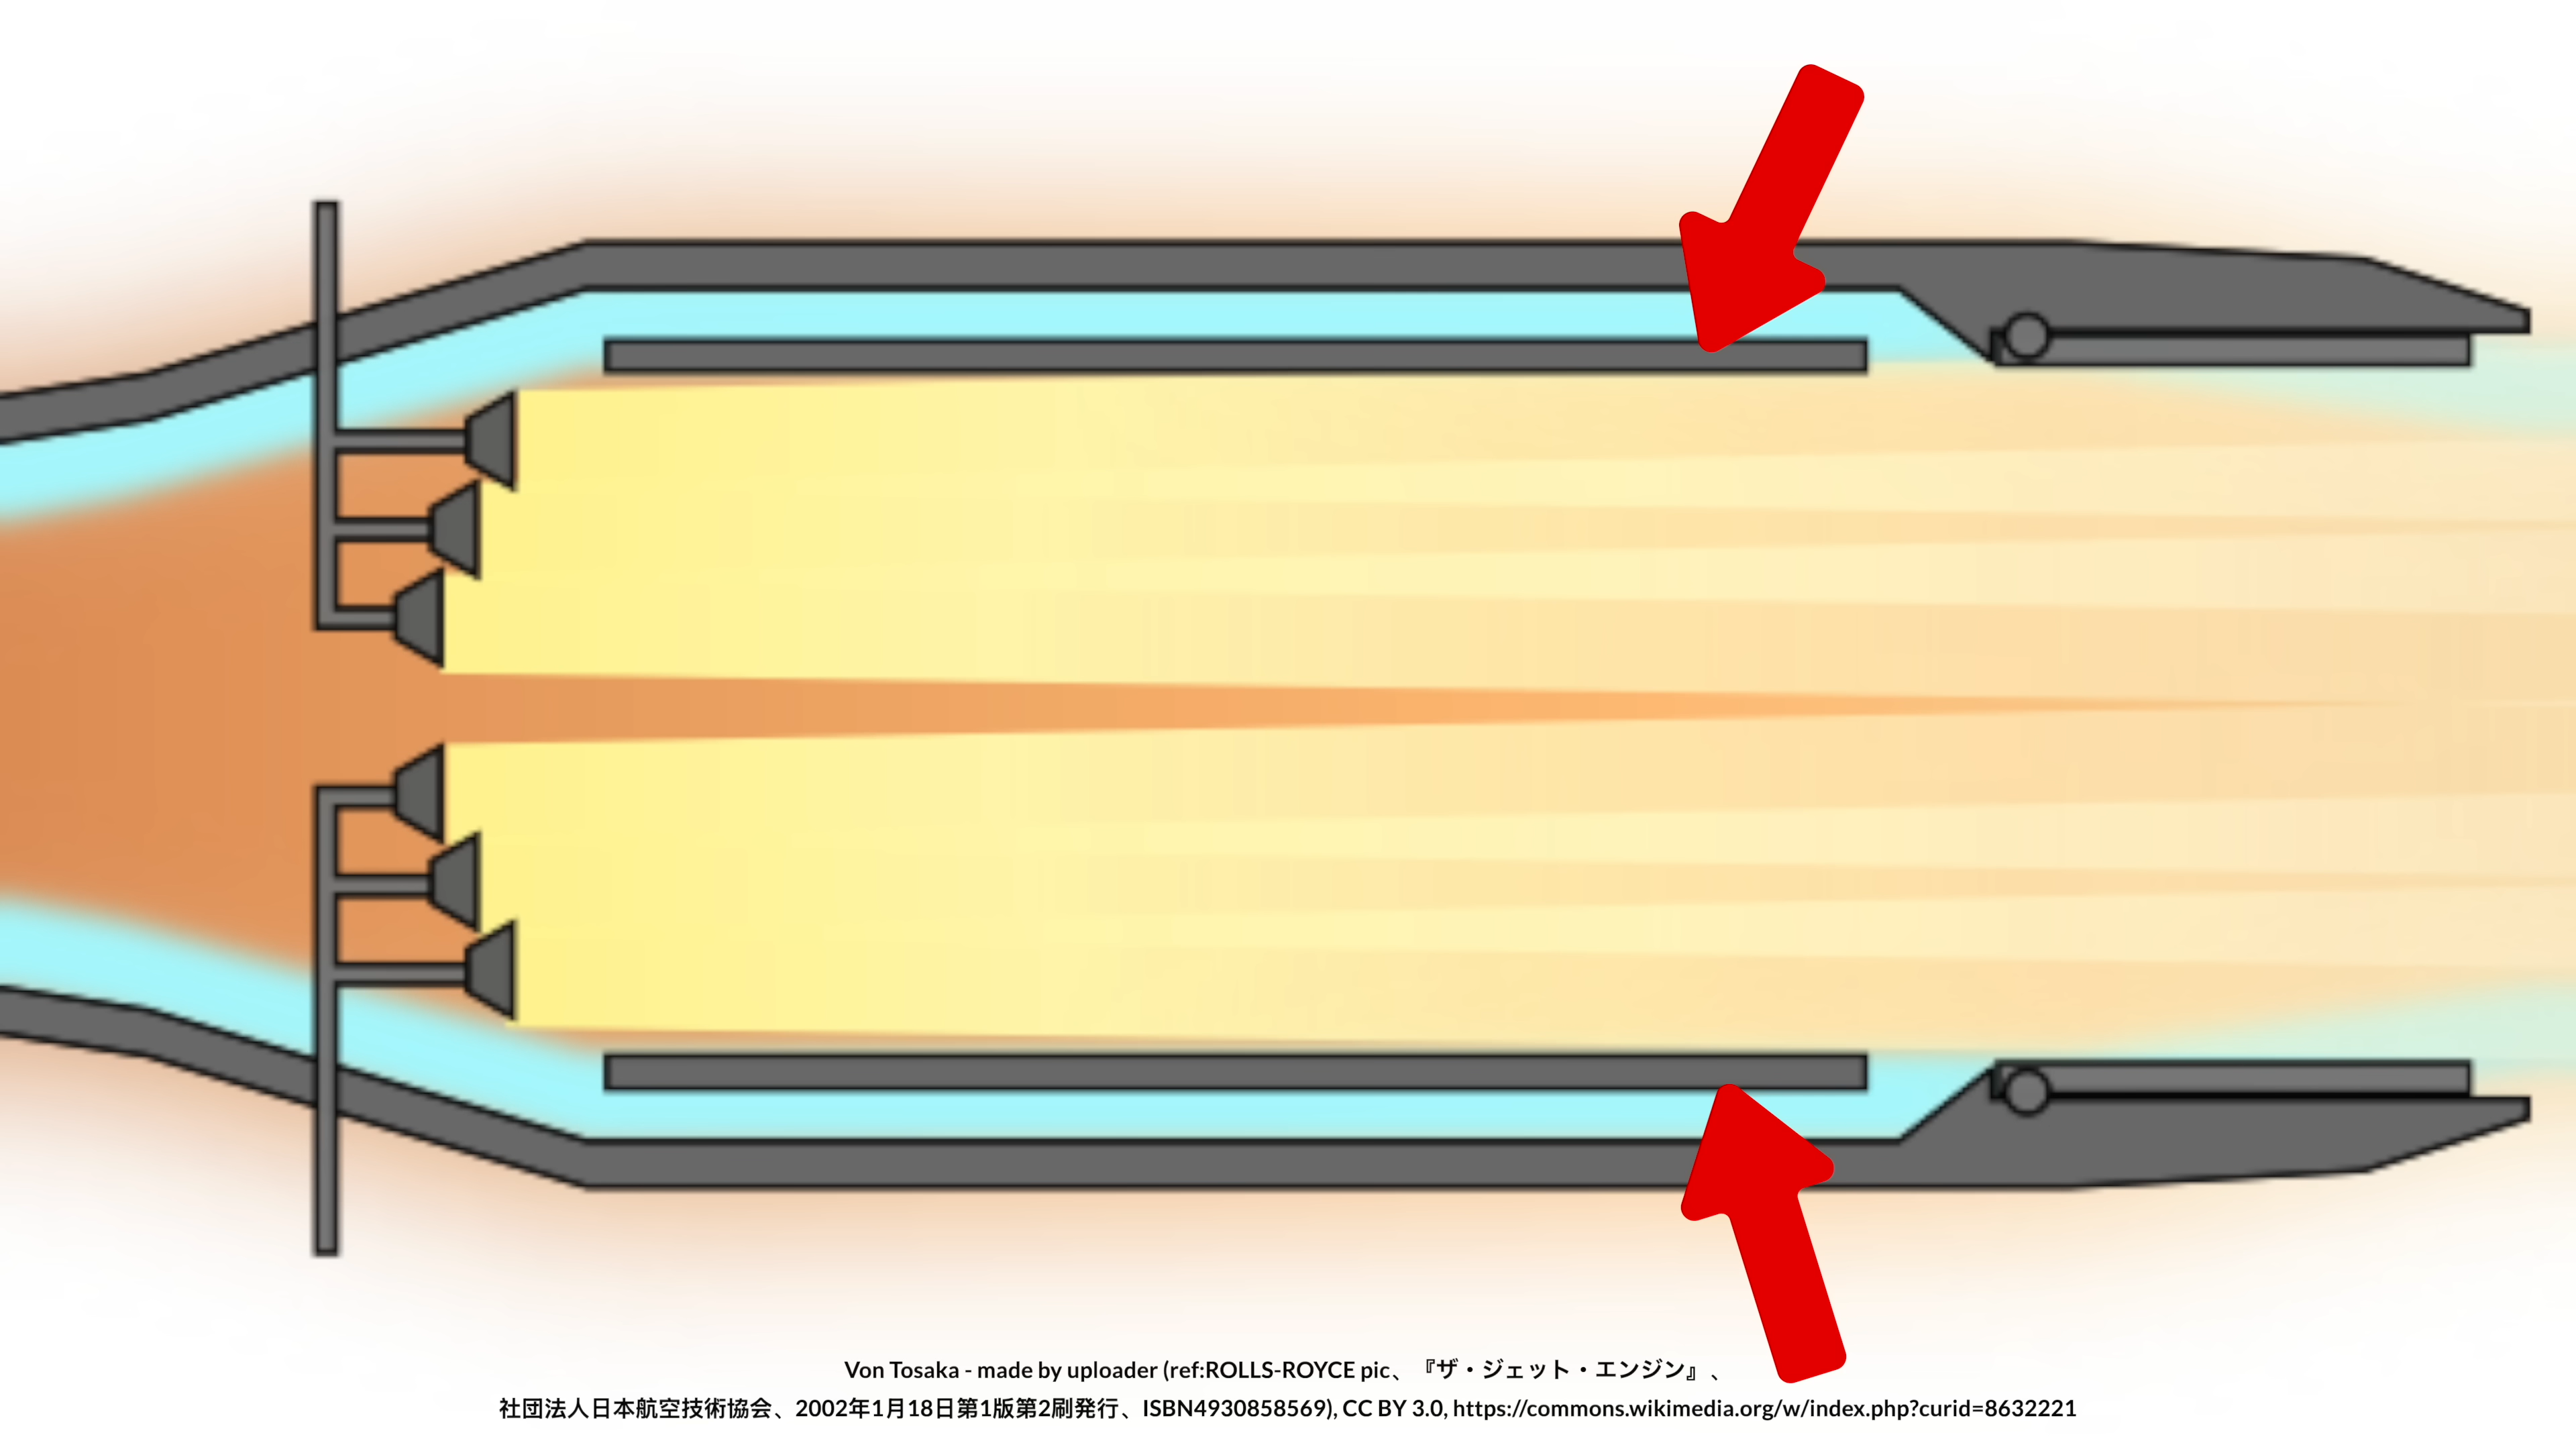 Von Tosaka - made by uploader (ref:ROLLS-ROYCE pic、『ザ・ジェット・エンジン』、
社団法人日本航空技術協会、2002年1月18日第1版第2刷発行、ISBN4930858569), CC BY 3.0, https://commons.wikimedia.org/w/index.php?curid=8632221